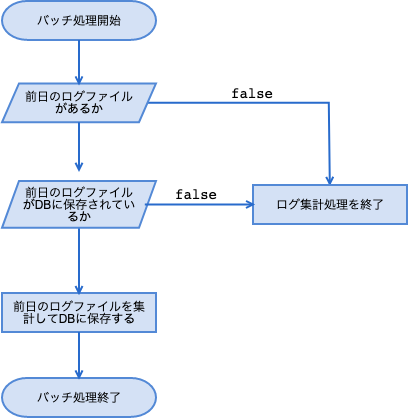 バッチ処理開始
前日のログファイル
があるか
false
前日のログファイル
がDBに保存されてい
るか
false
ログ集計処理を終了
前日のログファイルを集
計してDBに保存する
バッチ処理終了